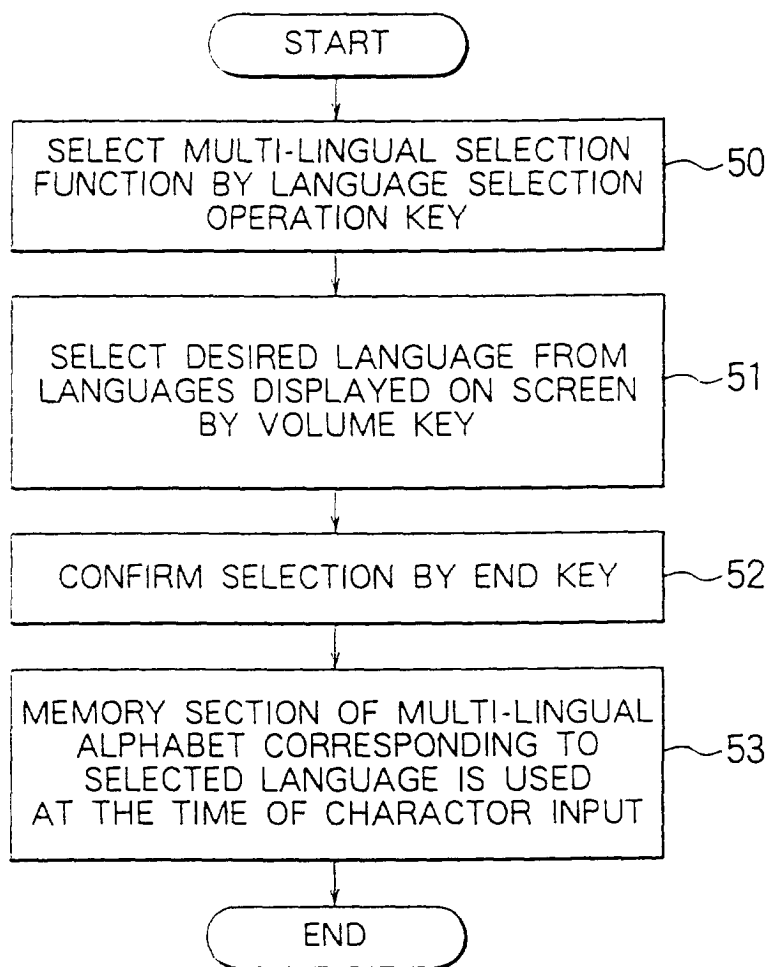 START
SELECT MULTI-LINGUAL SELECTION
FUNCTION BY LANGUAGE SELECTION
OPERATION KEY
50
SELECT DESIRED LANGUAGE FROM
LANGUAGES DISPLAYED ON SCREEN
BY VOLUME KEY
51
CONFIRM SELECTION BY END KEY
52
MEMORY SECTION OF MULTI-LINGUAL
ALPHABET CORRESPONDING TO
SELECTED LANGUAGE IS USED
AT THE TIME OF CHARACTOR INPUT
53
END